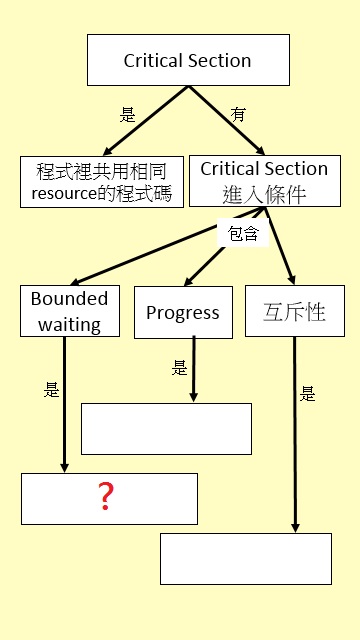 Critical Section
是
有
程式裡共用相同
resource的程式碼
Critical Section
進入條件
包含
Bounded
waiting
Progress
互斥性
是
是
是
?